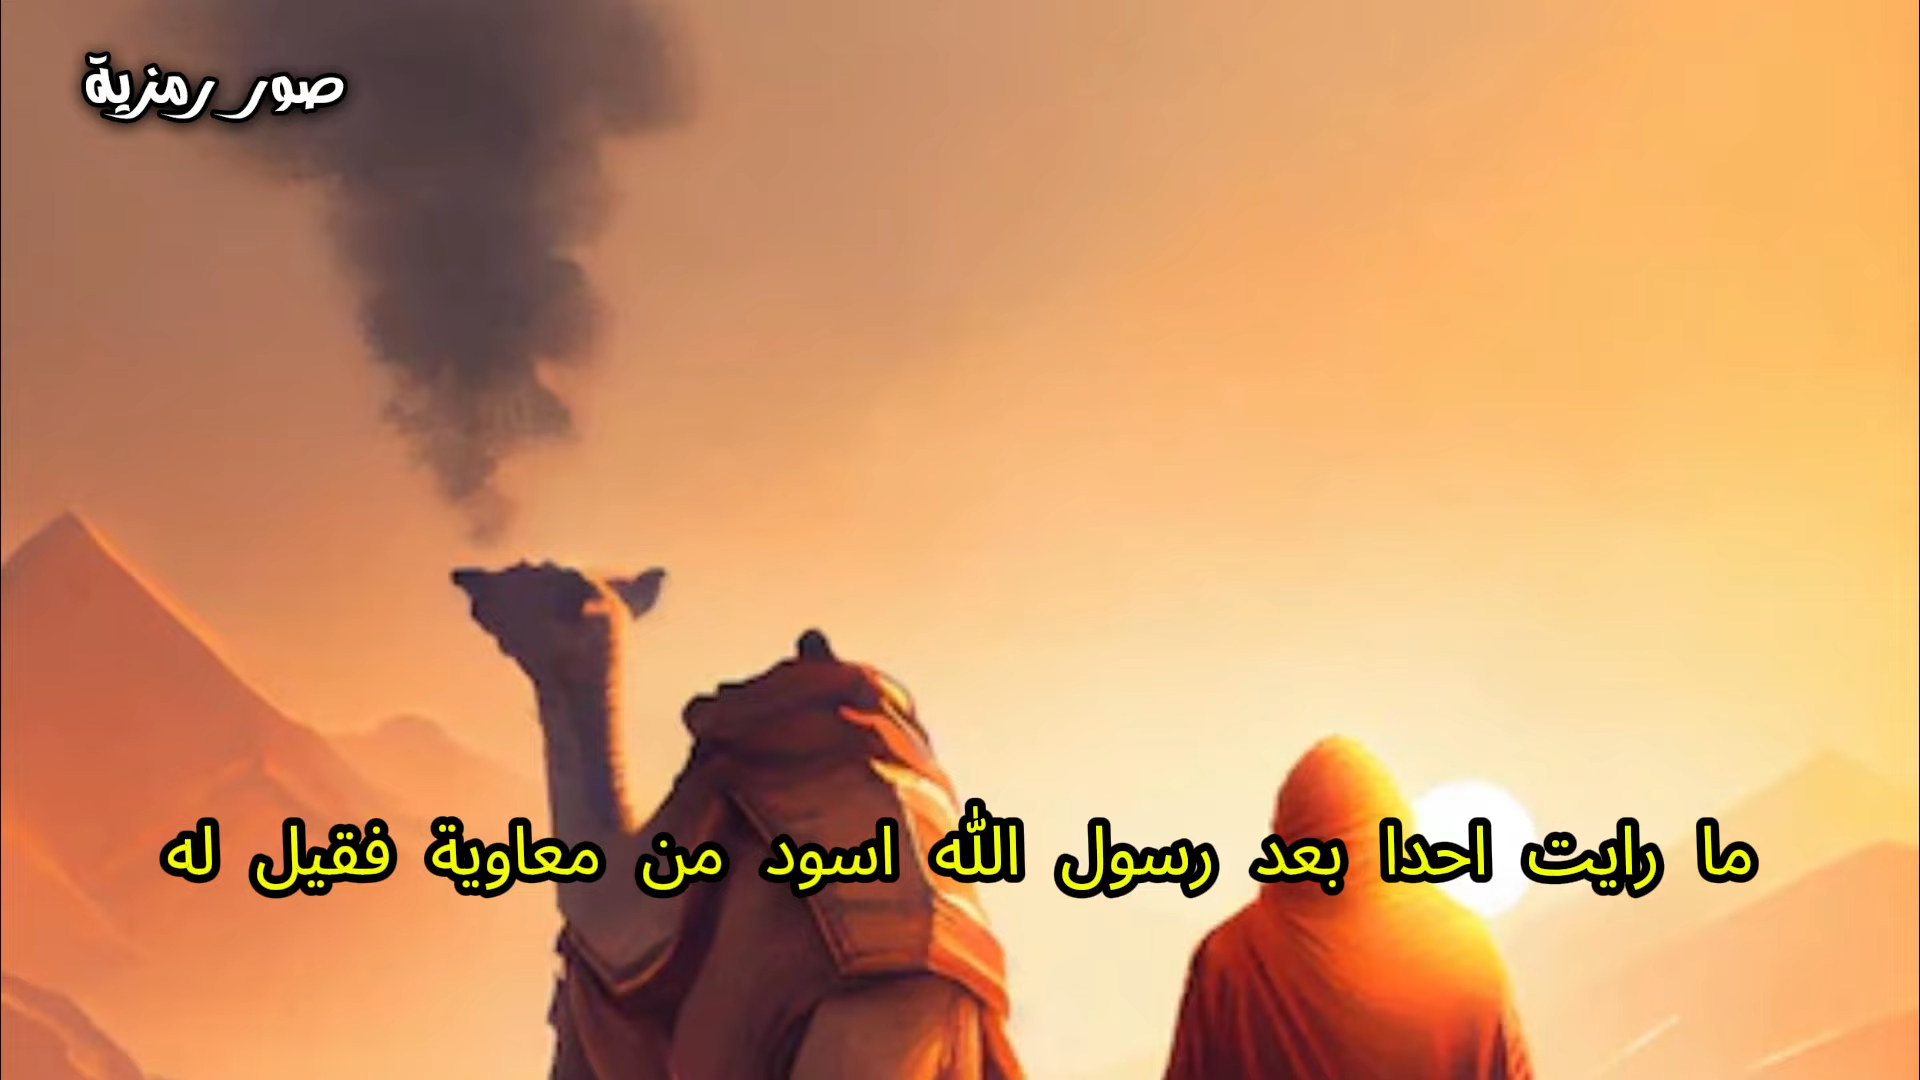 صور رمزية
ما رايت احدا بعد رسول الله اسود من معاوية فقيل له